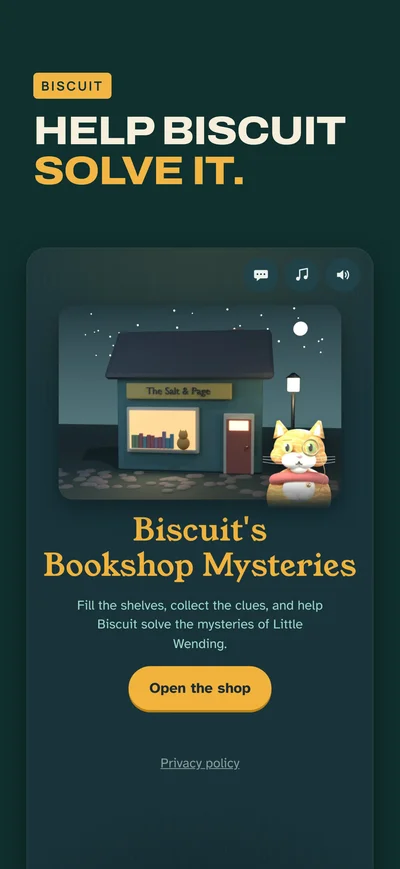 BISCUIT
HELP BISCUIT
SOLVE IT.
The Salt & Page
Biscuit's
Bookshop Mysteries
Fill the shelves, collect the clues, and help
Biscuit solve the mysteries of Little
Wending.
Open the shop
Privacy policy